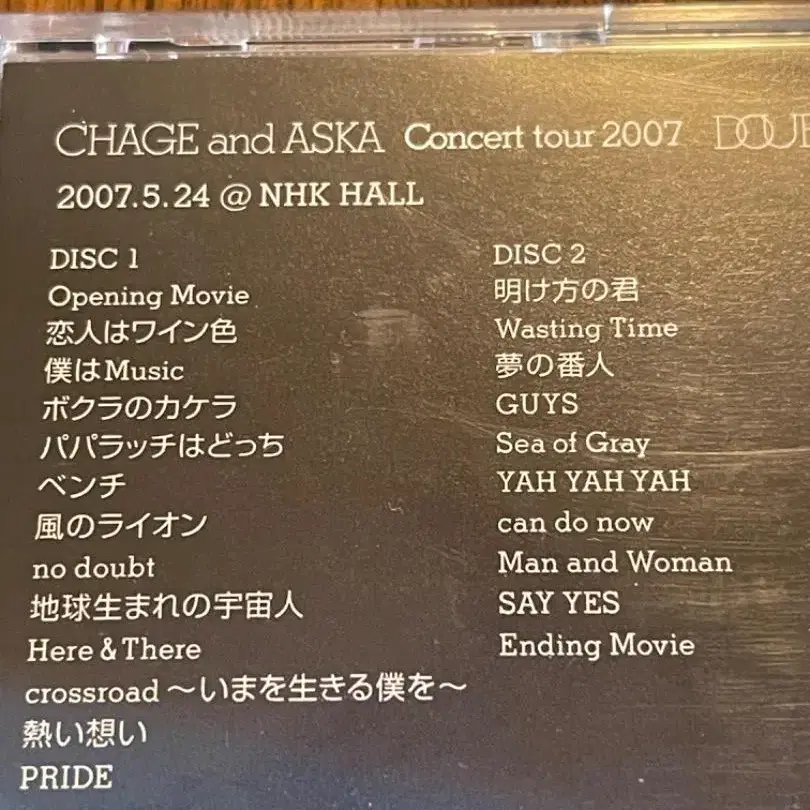 CHAGE and ASKA Concert tour 2007
2007.5.24 @ NHK HALL
DISC 1
Opening Movie
恋人はワイン色
僕はMusic
ボクラのカケラ
パパラッチはどっち
ベンチ
風のライオン
no doubt
地球生まれの宇宙人
Here & There
crossroad 〜いまを生きる僕を〜
熱い想い
PRIDE
DISC 2
明け方の君
Wasting Time
夢の番人
GUYS
Sea of Gray
YAH YAH YAH
can do now
Man and Woman
SAY YES
Ending Movie